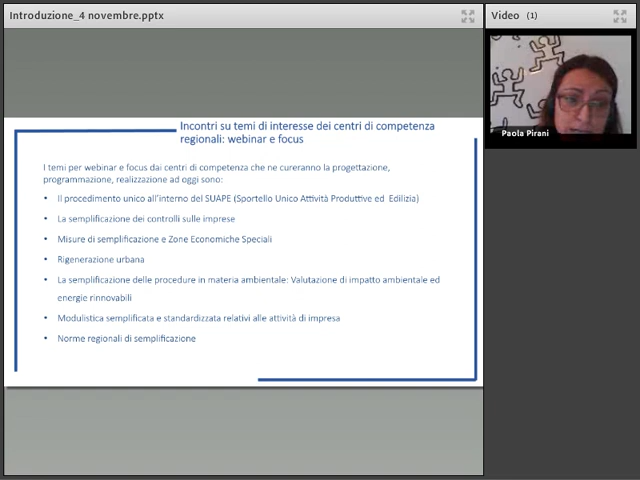 Introduzione_4 novembre.pptx
Video (1)
Paola Pirani
Incontri su temi di interesse dei centri di competenza
regionali: webinar e focus
I temi per webinar e focus dai centri di competenza che ne cureranno la progettazione,
programmazione, realizzazione ad oggi sono:
• Il procedimento unico all'interno del SUAPE (Sportello Unico Attività Produttive ed Edilizia)
• La semplificazione dei controlli sulle imprese
• Misure di semplificazione e Zone Economiche Speciali
• Rigenerazione urbana
• La semplificazione delle procedure in materia ambientale: Valutazione di impatto ambientale ed
energie rinnovabili
• Modulistica semplificata e standardizzata relativi alle attività di impresa
• Norme regionali di semplificazione